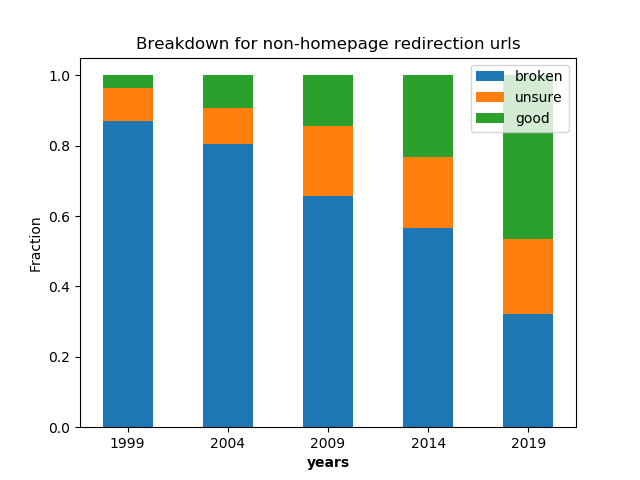 Breakdown for non-homepage redirection urls
broken
unsure
good
1.0
0.8
0.6
0.4
0.2
0.0
Fraction
1999 2004 2009 2014 2019
years